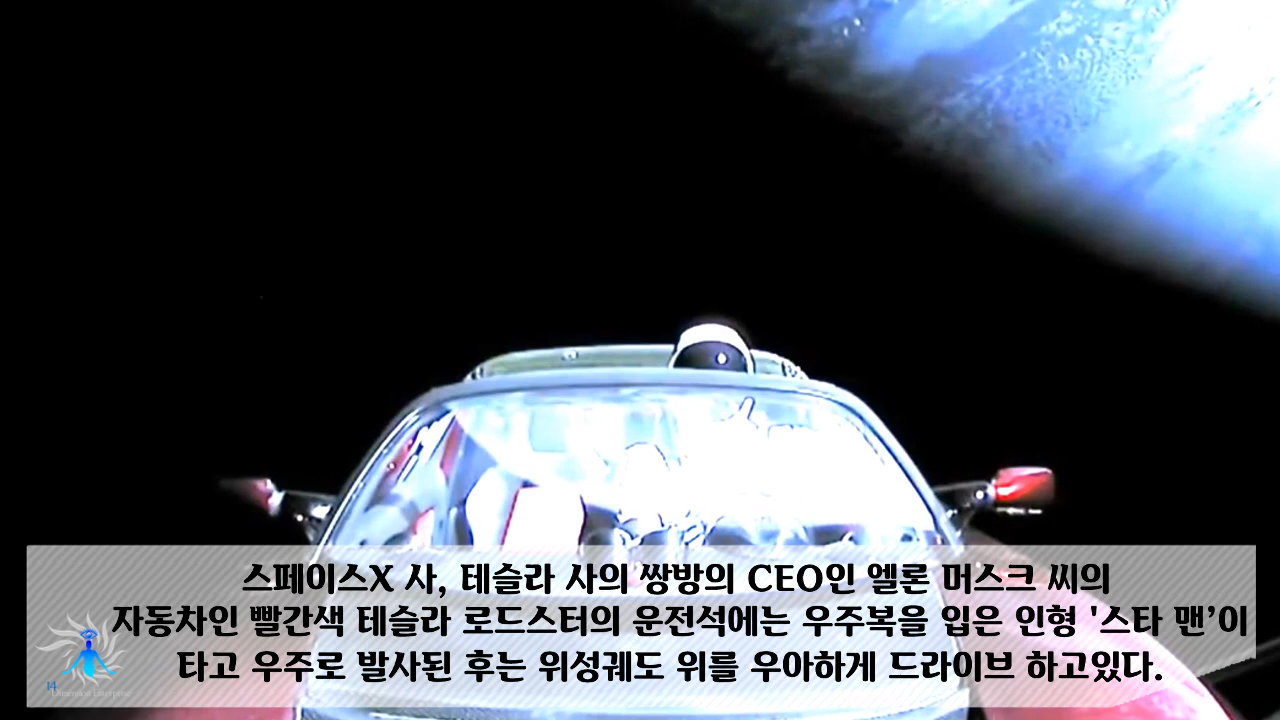 스페이스X 사, 테슬라 사의 쌍방의 CEO인 엘론 머스크 씨의
자동차인 빨간색 테슬라 로드스터의 운전석에는 우주복을 입은 인형 '스타 맨’이
타고 우주로 발사된 후는 위성궤도 위를 우아하게 드라이브 하고있다.
14
Dimension Enterprise